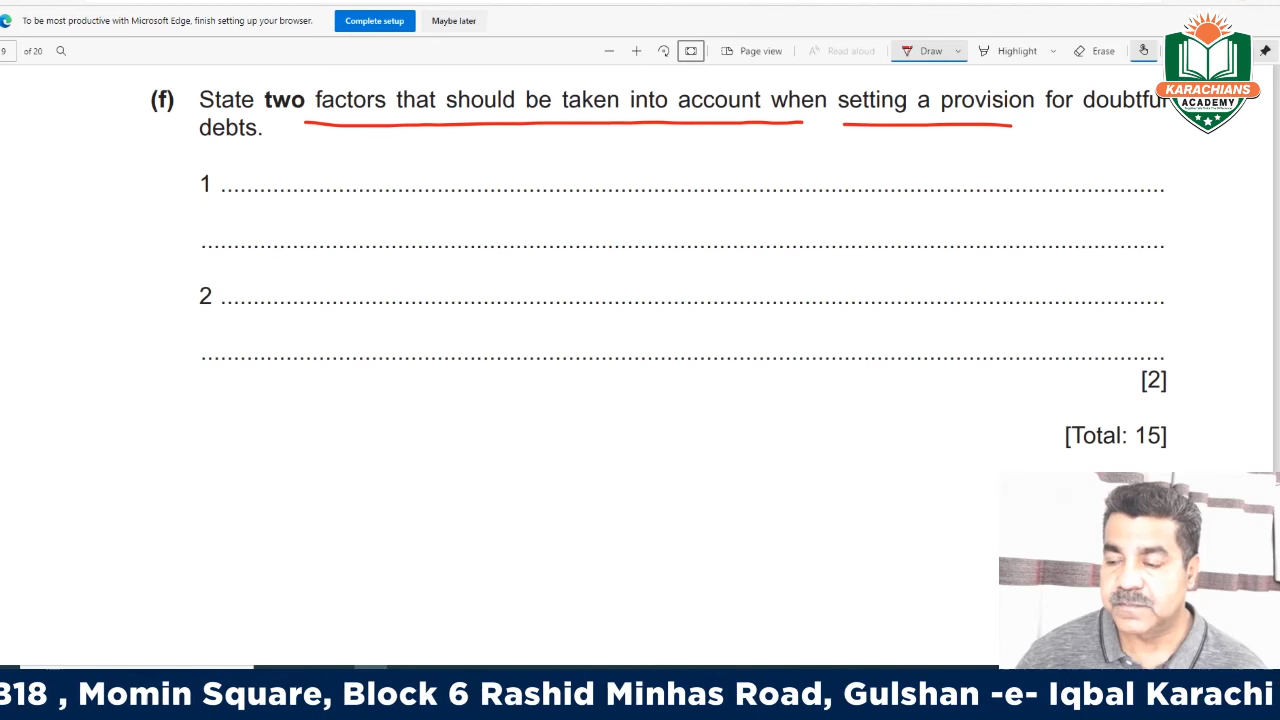 To be most productive with Microsoft Edge, finish setting up your browser. Complete setup Maybe later
9 of 20 Page view Read aloud Draw Highlight Erase
KARACHIANS
ACADEMY
(f) State two factors that should be taken into account when setting a provision for doubtful
debts.
1 ....................................................................................................
....................................................................................................
2 ....................................................................................................
....................................................................................................
[2]
[Total: 15]
318 , Momin Square, Block 6 Rashid Minhas Road, Gulshan -e- Iqbal Karachi